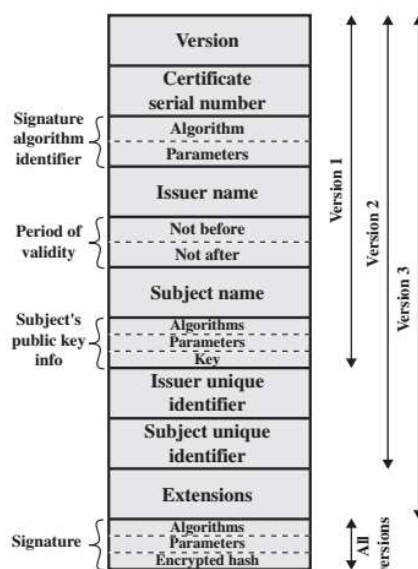 Version
Certificate
serial number
Signature
algorithm
identifier
Algorithm
Parameters
Issuer name
Period of
validity
Not before
Not after
Subject name
Subject's
public key
info
Algorithms
Parameters
Key
Issuer unique
identifier
Subject unique
identifier
Extensions
Signature
Algorithms
Parameters
Encrypted hash
Version 1
Version 2
Version 3
All
versions